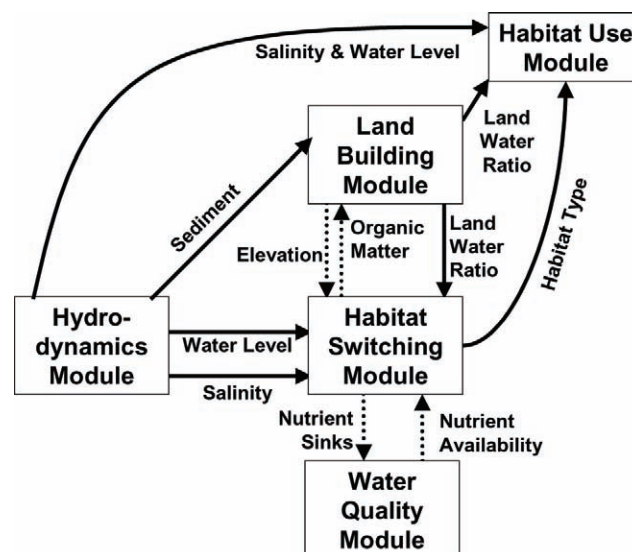 Salinity & Water Level
Habitat Use
Module
Land
Building
Module
Land
Water
Ratio
Sediment
Elevation
Organic
Matter
Land
Water
Ratio
Habitat Type
Hydro-
dynamics
Module
Water Level
Salinity
Habitat
Switching
Module
Nutrient
Sinks
Nutrient
Availability
Water
Quality
Module